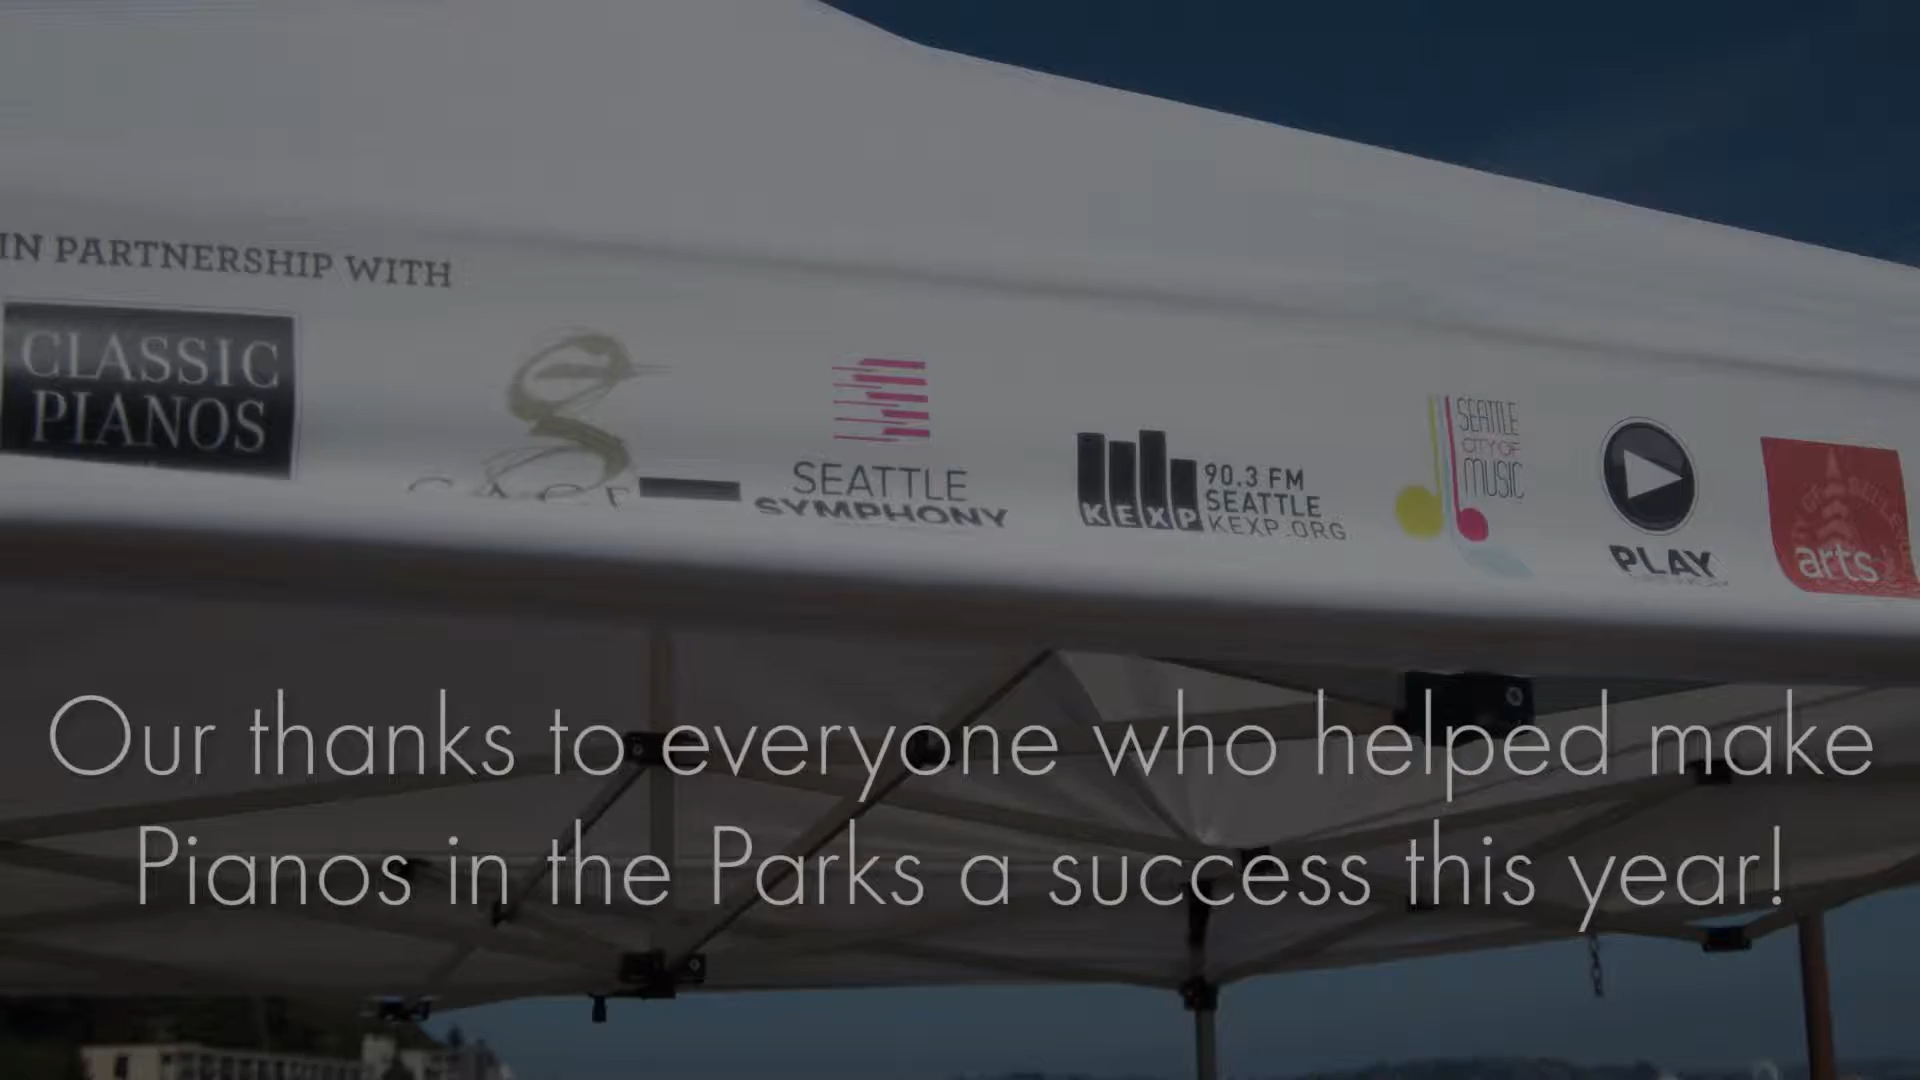 IN PARTNERSHIP WITH
CLASSIC
PIANOS
SEATTLE
SYMPHONY
KEXP
90.3 FM
SEATTLE
KEXP.ORG
SEATTLE
CITY OF
MUSIC
PLAY
arts
Our thanks to everyone who helped make
Pianos in the Parks a success this year!